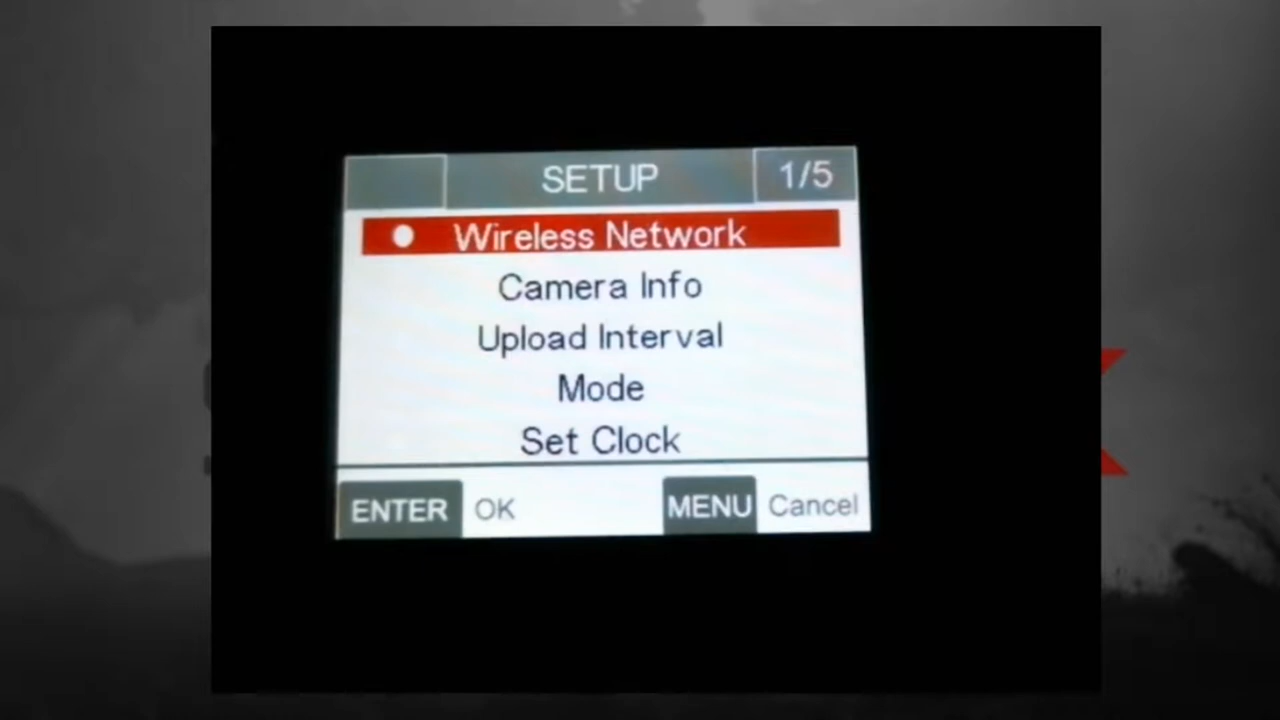 SETUP 1/5
Wireless Network
Camera Info
Upload Interval
Mode
Set Clock
ENTER OK MENU Cancel